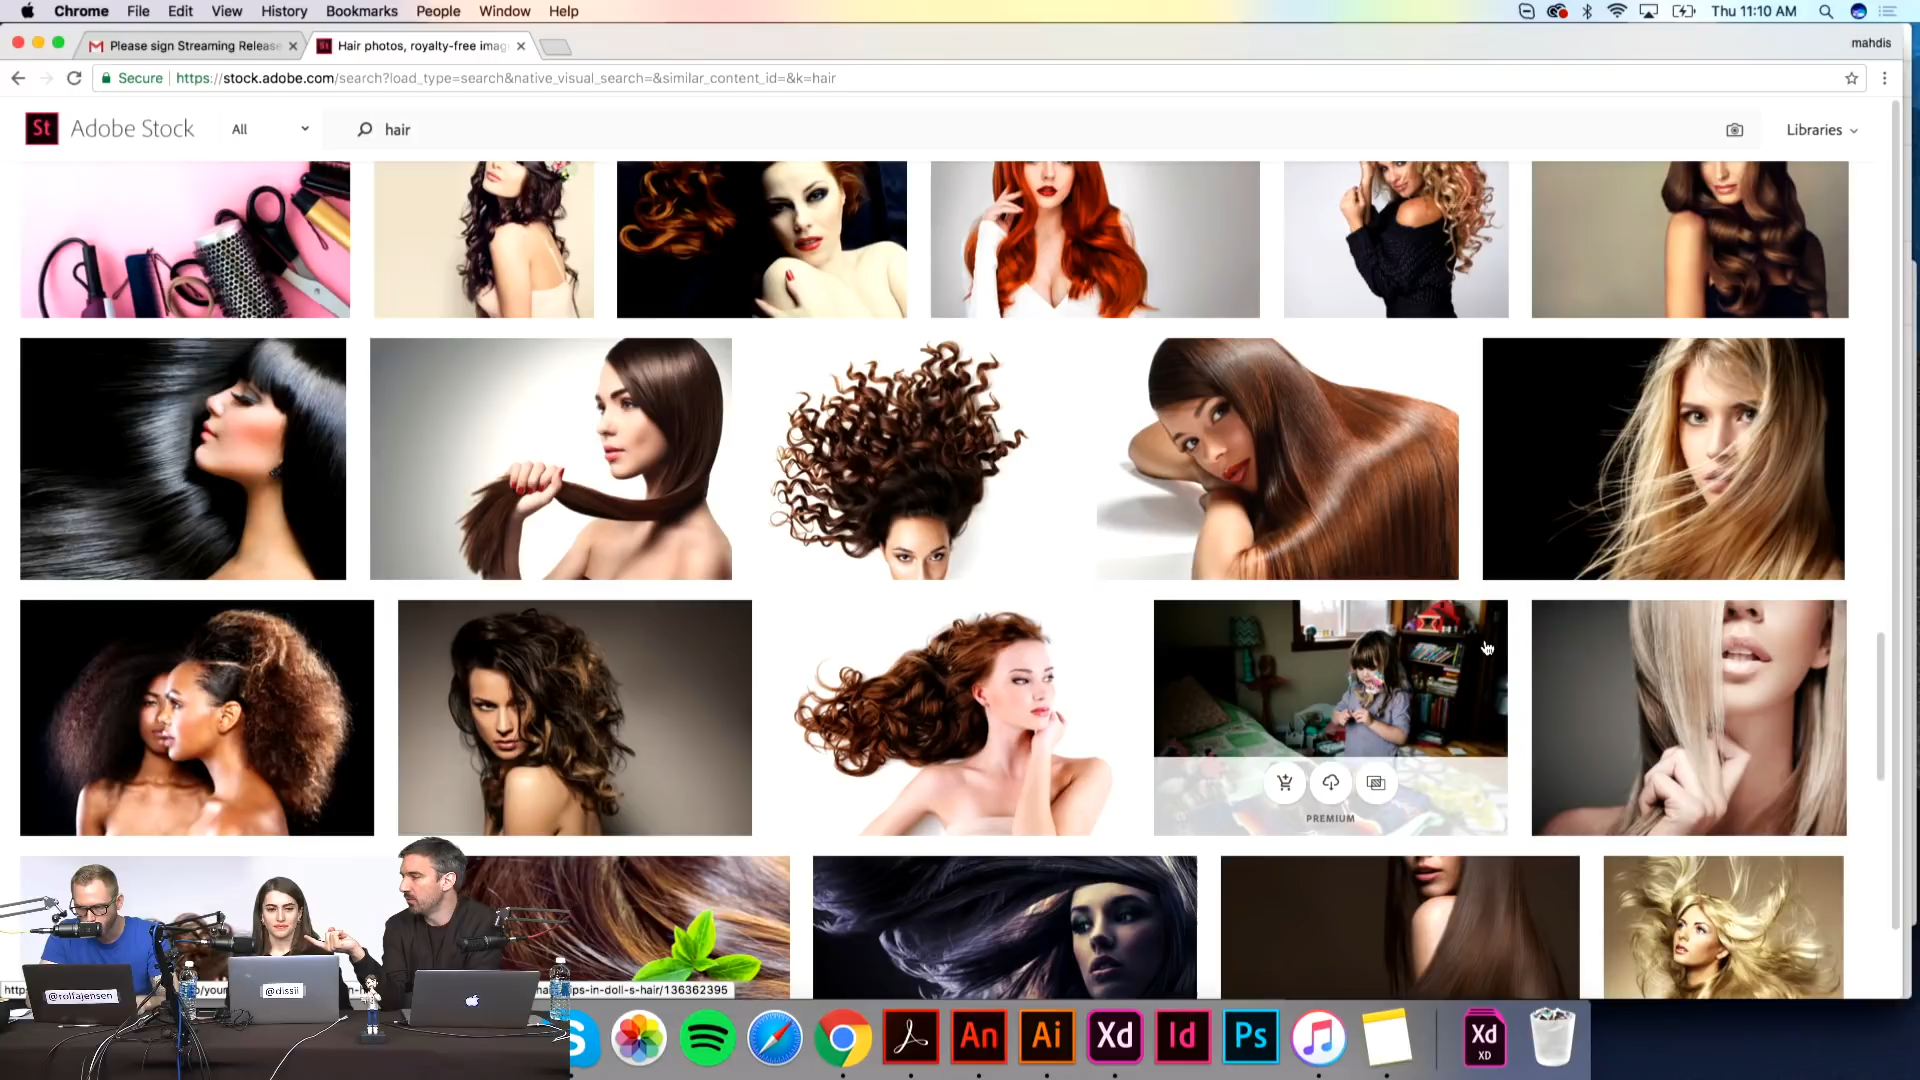 Chrome File Edit View History Bookmarks People Window Help Thu 11:10 AM
Please sign Streaming Release
Hair photos, royalty-free imag
mahdis
Secure https://stock.adobe.com/search?load_type=search&native_visual_search=&similar_content_id=&k=hair
St Adobe Stock All hair Libraries
PREMIUM
ps-in-doll-s-hair/136362395
@rolfajensen
@dissii
An Ai Xd Id Ps Xd
XD